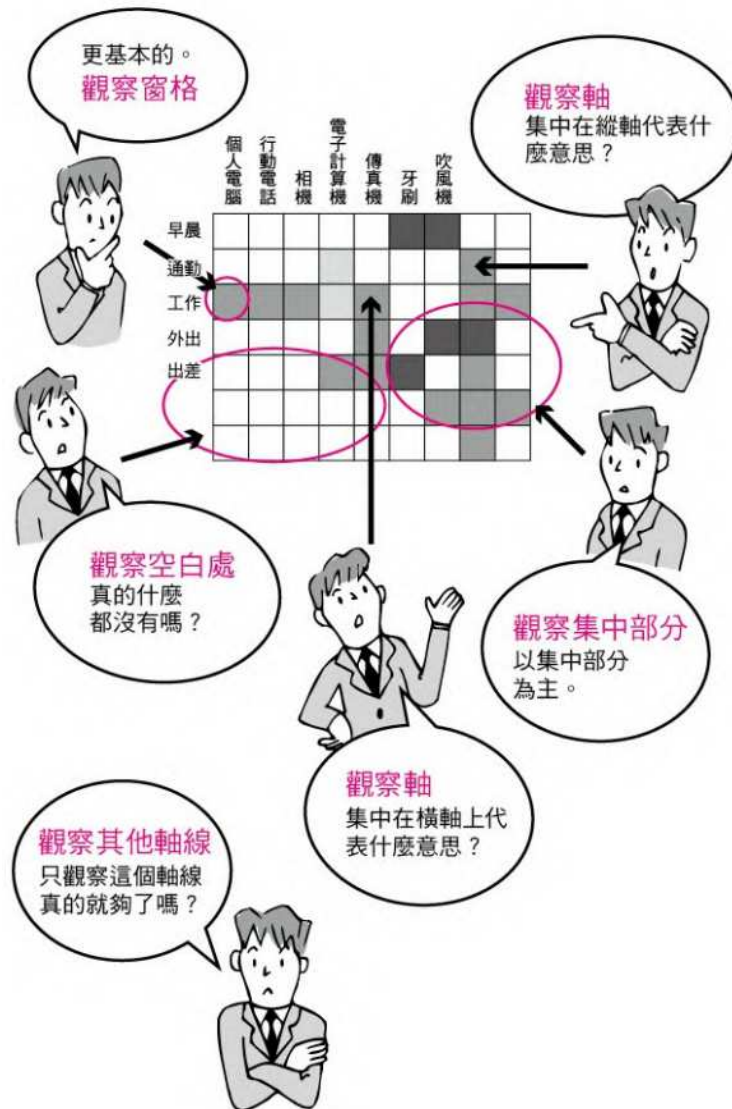 更基本的。
觀察窗格
觀察軸
集中在縱軸代表什
麼意思？
個人電腦
行動電話
相機
電子計算機
傳真機
牙刷
吹風機
早晨
通勤
工作
外出
出差
觀察空白處
真的什麼
都沒有嗎？
觀察集中部分
以集中部分
為主。
觀察軸
集中在橫軸上代
表什麼意思？
觀察其他軸線
只觀察這個軸線
真的就夠了嗎？